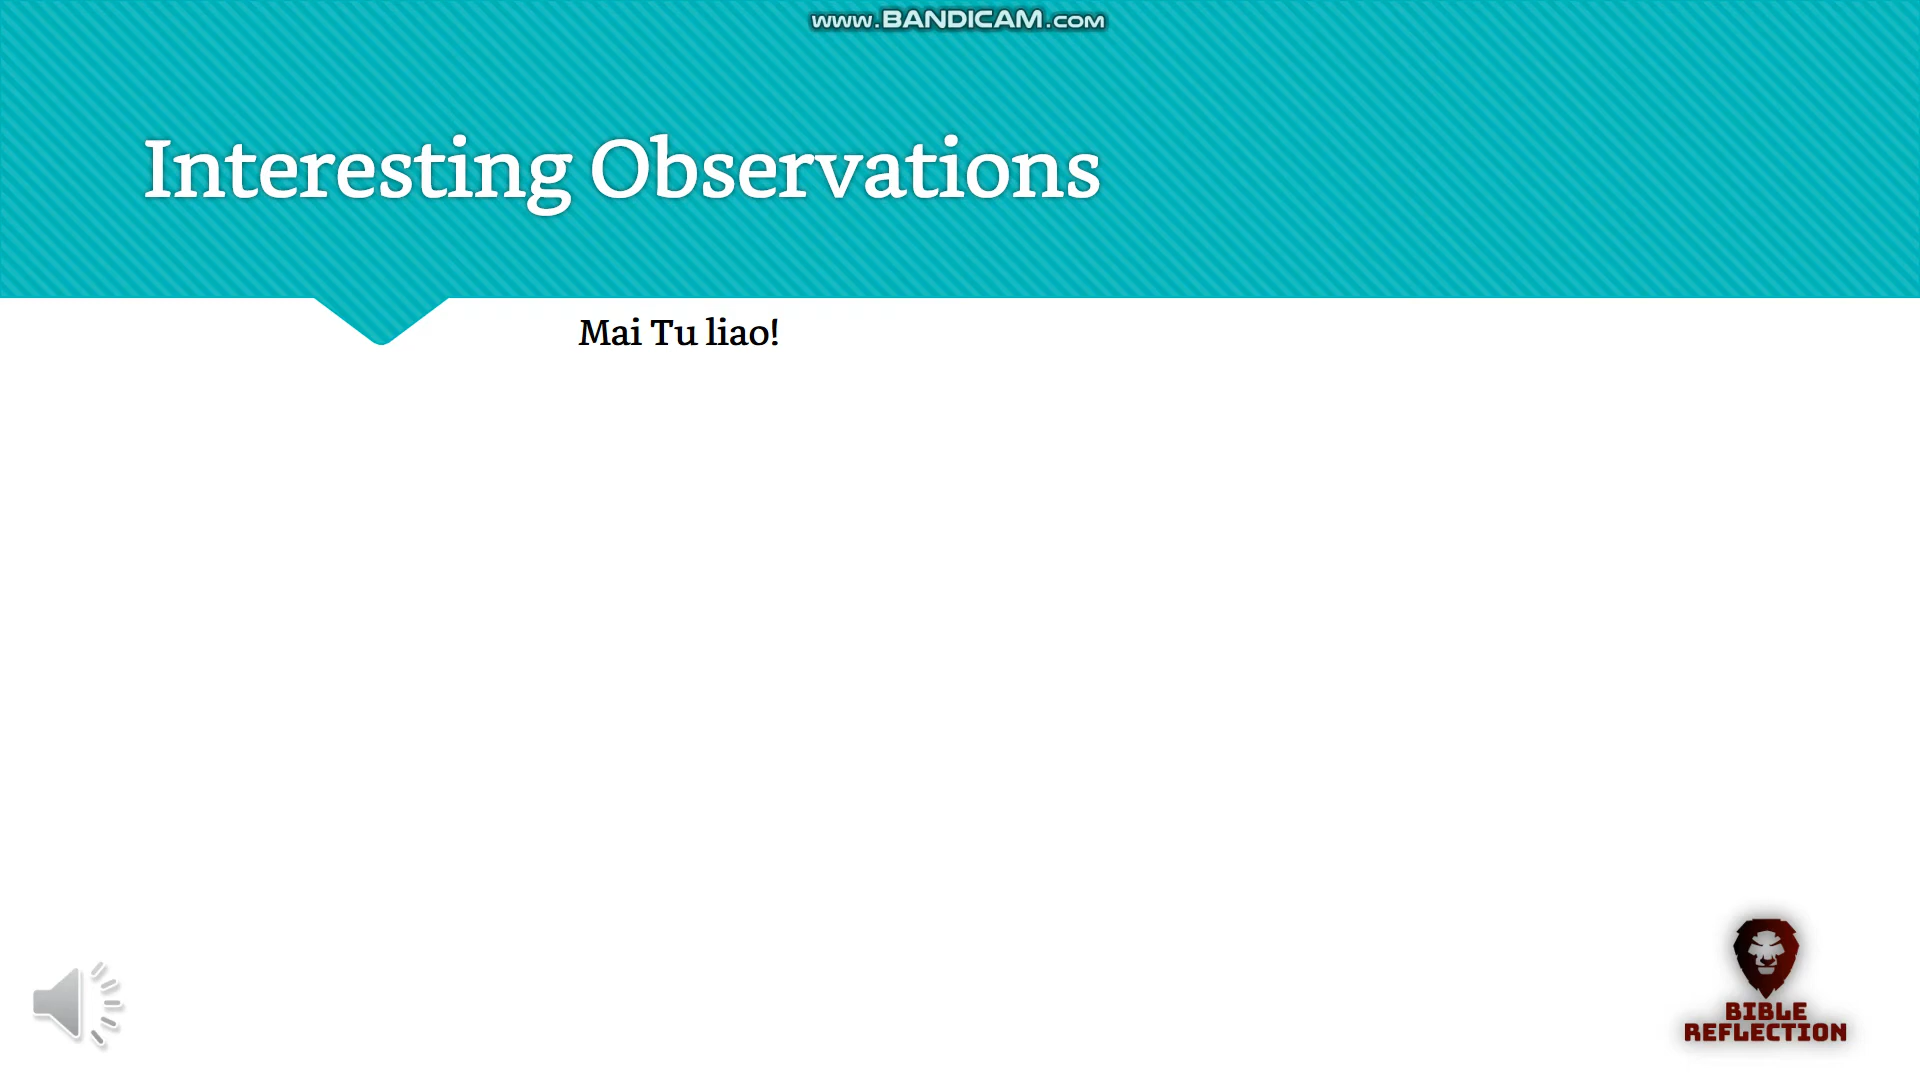 www.BANDICAM.com
Interesting Observations
Mai Tu liao!
BIBLE
REFLECTION